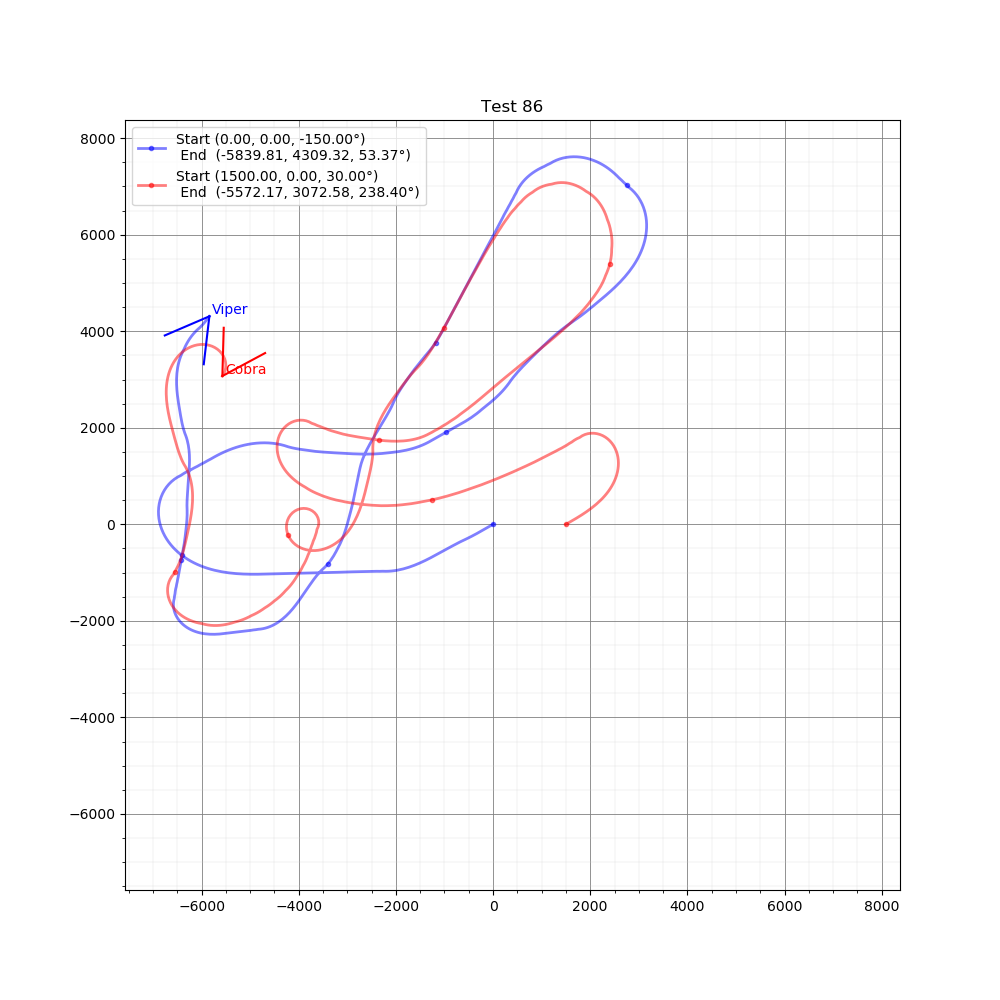 Test 86
Start (0.00, 0.00, -150.00°)
End (-5839.81, 4309.32, 53.37°)
Start (1500.00, 0.00, 30.00°)
End (-5572.17, 3072.58, 238.40°)
8000
6000
4000
2000
0
−2000
−4000
−6000
Viper
Cobra
−6000 −4000 −2000 0 2000 4000 6000 8000